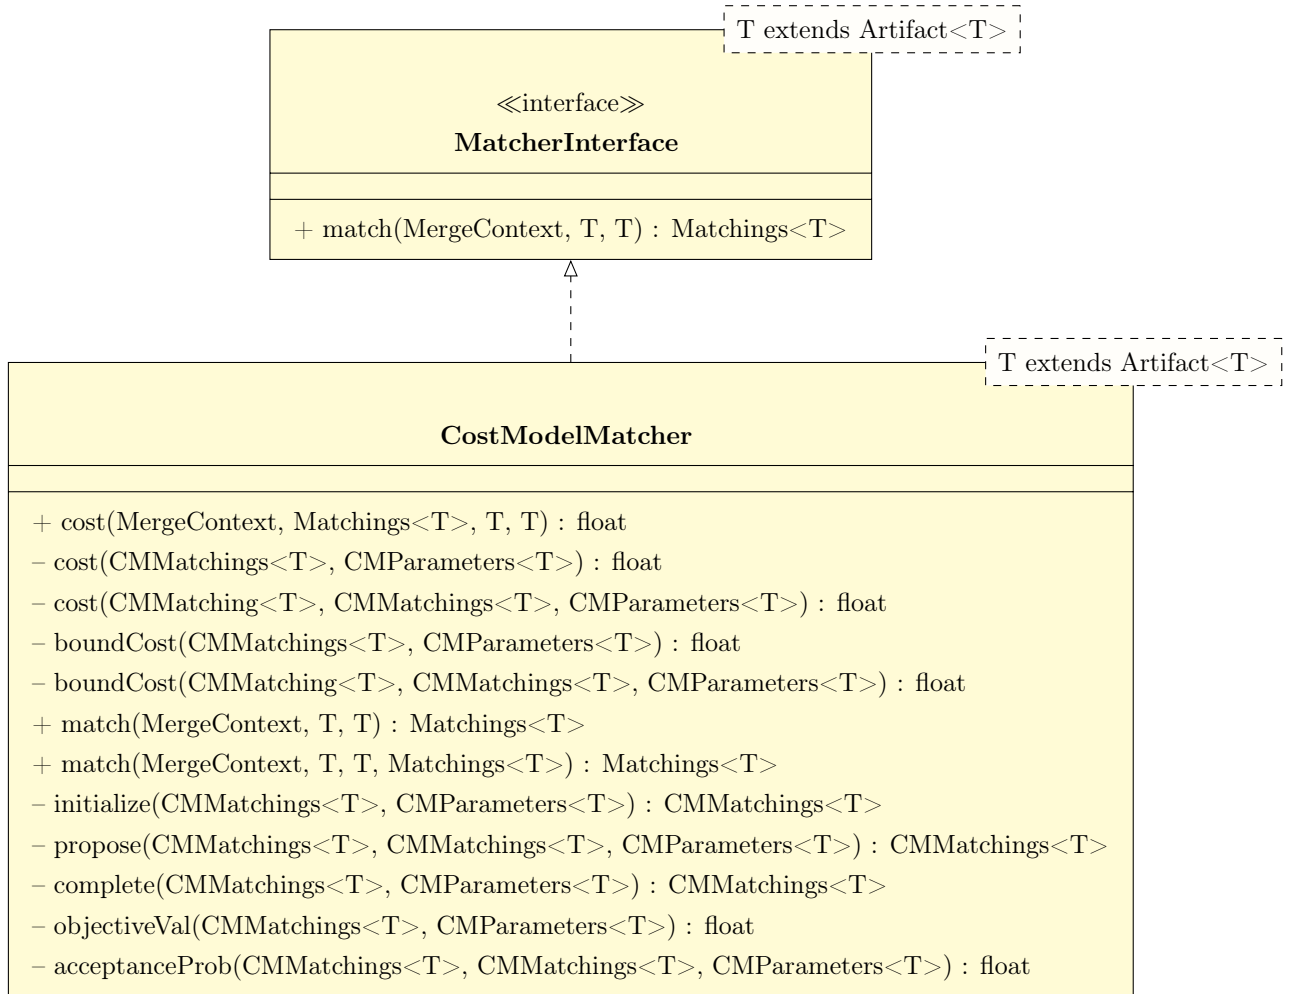 T extends Artifact<T>
≪interface≫
MatcherInterface
+ match(MergeContext, T, T) : Matchings<T>
T extends Artifact<T>
CostModelMatcher
+ cost(MergeContext, Matchings<T>, T, T) : float
– cost(CMMatchings<T>, CMParameters<T>) : float
– cost(CMMatching<T>, CMMatchings<T>, CMParameters<T>) : float
– boundCost(CMMatchings<T>, CMParameters<T>) : float
– boundCost(CMMatching<T>, CMMatchings<T>, CMParameters<T>) : float
+ match(MergeContext, T, T) : Matchings<T>
+ match(MergeContext, T, T, Matchings<T>) : Matchings<T>
– initialize(CMMatchings<T>, CMParameters<T>) : CMMatchings<T>
– propose(CMMatchings<T>, CMMatchings<T>, CMParameters<T>) : CMMatchings<T>
– complete(CMMatchings<T>, CMParameters<T>) : CMMatchings<T>
– objectiveVal(CMMatchings<T>, CMParameters<T>) : float
– acceptanceProb(CMMatchings<T>, CMMatchings<T>, CMParameters<T>) : float